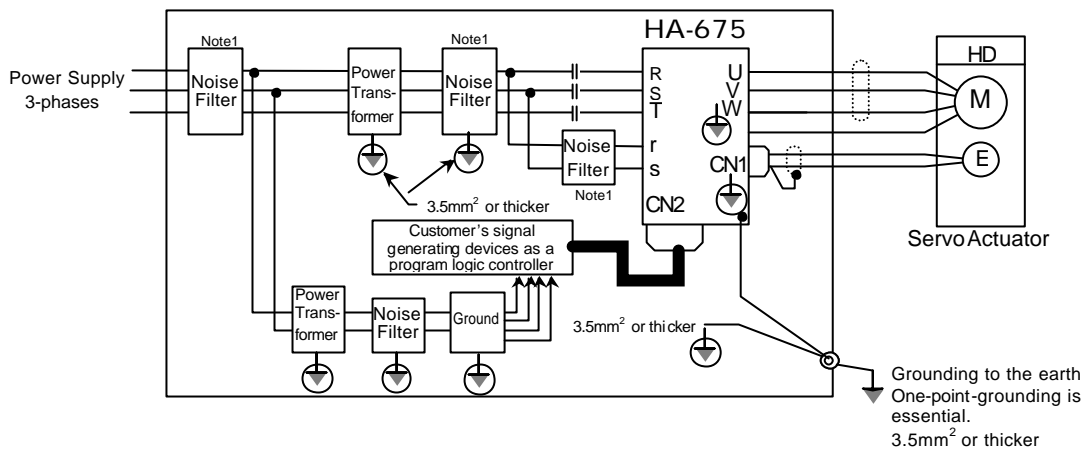 HA-675
Note1
Note1
HD
Power Supply
3-phases
Noise
Filter
Power
Trans-
former
Noise
Filter
R
S
T
r
s
U
V
W
M
Noise
Filter
Note1
CN1
E
CN2
3.5mm² or thicker
Servo Actuator
Customer's signal
generating devices as a
program logic controller
Power
Trans-
former
Noise
Filter
Ground
3.5mm² or thicker
Grounding to the earth
One-point-grounding is
essential.
3.5mm² or thicker